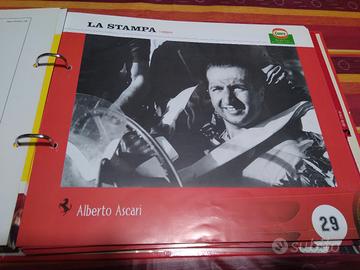 LA STAMPA
Alberto Ascari
29
subito